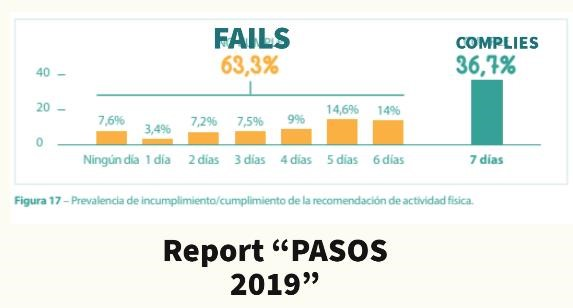 FAILS
COMPLIES
63,3%
36,7%
40
20
0
7,6%
3,4%
7,2%
7,5%
9%
14,6%
14%
Ningún día
1 día
2 días
3 días
4 días
5 días
6 días
7 días
Figura 17 – Prevalencia de incumplimiento/cumplimiento de la recomendación de actividad física.
Report “PASOS
2019”